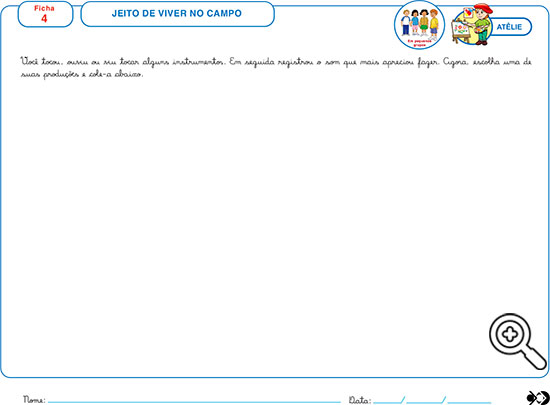 Ficha
4
JEITO DE VIVER NO CAMPO
Em pequenos
grupos
ATÊLIE
Você tocou, ouviu ou viu tocar alguns instrumentos. Em seguida registrou o som que mais apreciou fazer. Agora, escolha uma de
suas produções e cole-a abaixo.
Nome:
Data: / /